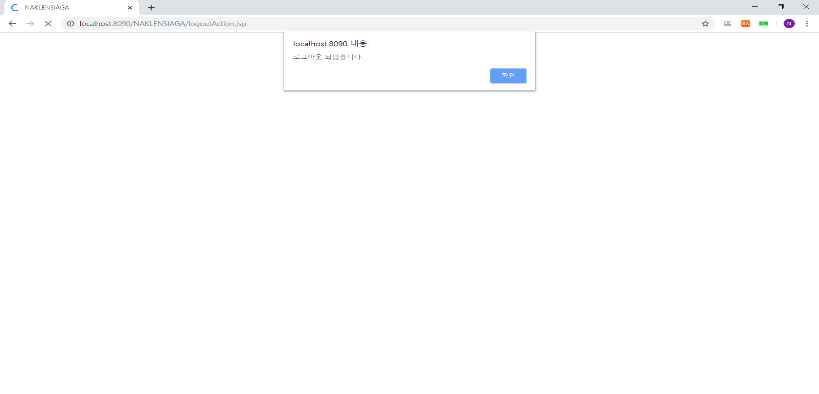 NAKLENSIAGA
localhost:8090/NAKLENSIAGA/logoutAction.jsp
localhost:8090 내용:
로그아웃 되었습니다.
확인
N